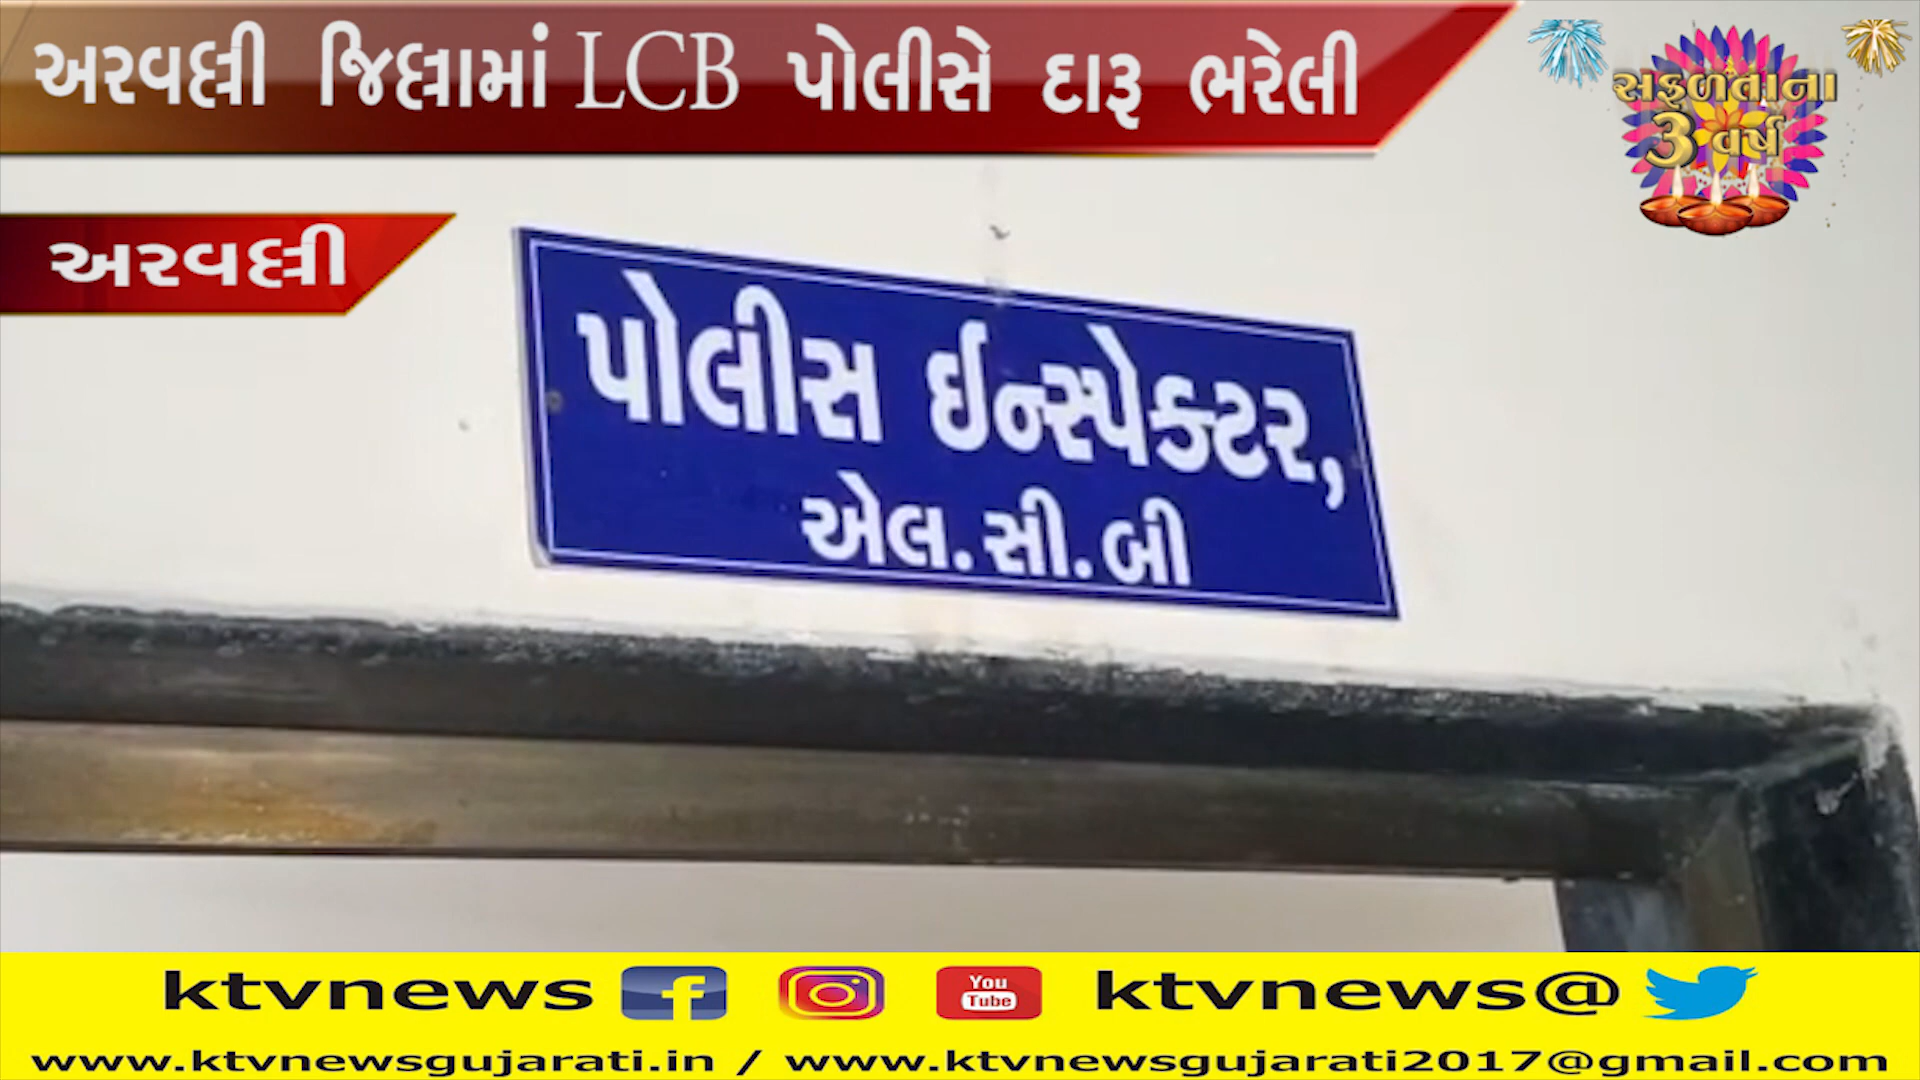 અરવલ્લી જિલ્લામાં LCB પોલીસે દારૂ ભરેલી
સફળતાના
3 વર્ષ
અરવલ્લી
પોલીસ ઈન્સ્પેક્ટર,
એલ.સી.બી
ktvnews You Tube ktvnews@
www.ktvnewsgujarati.in / www.ktvnewsgujarati2017@gmail.com